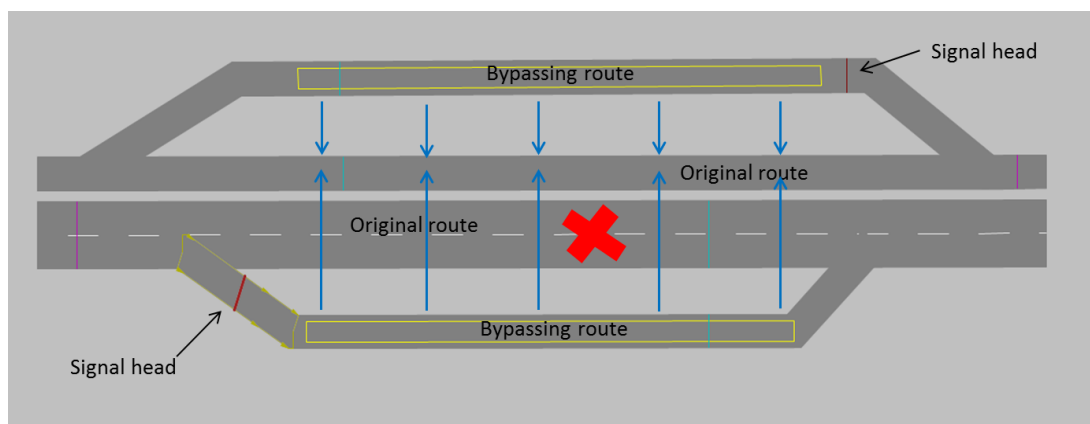 Signal head
Bypassing route
Original route
Original route
Bypassing route
Signal head